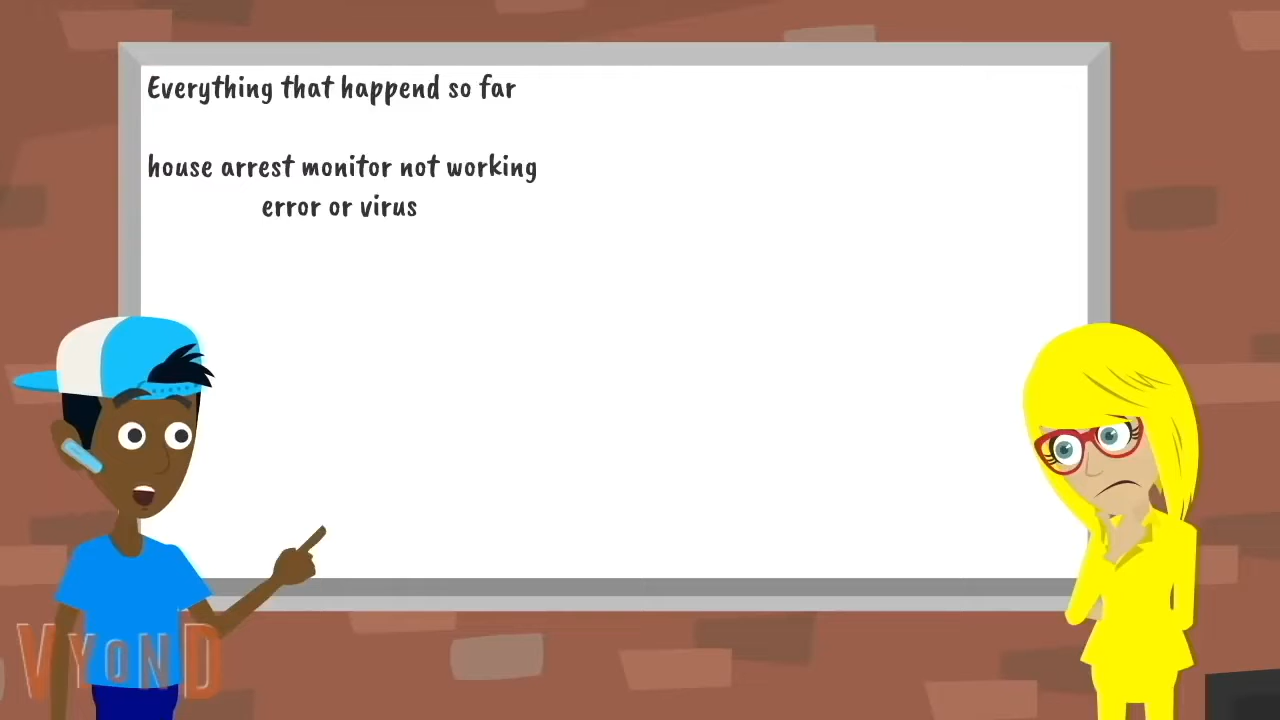 Everything that happend so far
house arrest monitor not working
error or virus
VYOND